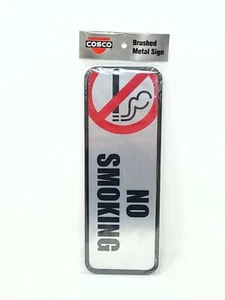 COSCO
Brushed
Metal Sign
NO
SMOKING